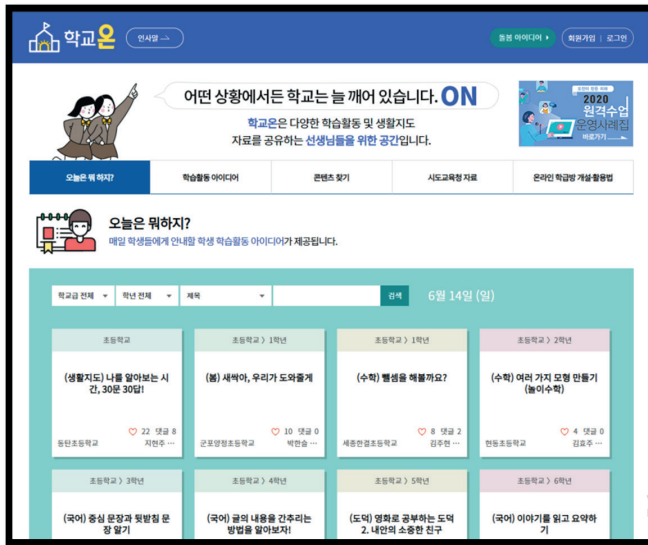 학교온 인사말 돌봄 아이디어 회원가입 | 로그인
어떤 상황에서든 학교는 늘 깨어 있습니다. ON
학교온은 다양한 학습활동 및 생활지도
자료를 공유하는 선생님들을 위한 공간입니다.
2020
원격수업
운영사례집
바로가기
오늘은 뭐 하지? 학습활동 아이디어 콘텐츠 찾기 시도교육청 자료 온라인 학급방 개설·활용법
오늘은 뭐하지?
매일 학생들에게 안내할 학생 학습활동 아이디어가 제공됩니다.
학교급 전체 학년 전체 제목 검색 6월 14일 (일)
초등학교 초등학교 > 1학년 초등학교 > 1학년 초등학교 > 2학년
(생활지도) 나를 알아보는 시
간, 30문 30답!
(봄) 새싹아, 우리가 도와줄게
(수학) 뺄셈을 해볼까요?
(수학) 여러 가지 모형 만들기
(놀이수학)
♡ 22 댓글 8 ♡ 10 댓글 0 ♡ 8 댓글 2 ♡ 4 댓글 0
동탄초등학교 지현주 ··· 군포양정초등학교 박한슬 ··· 세종한결초등학교 김주현 ··· 현동초등학교 김효주 ···
초등학교 > 3학년 초등학교 > 4학년 초등학교 > 5학년 초등학교 > 6학년
(국어) 중심 문장과 뒷받침 문
장 알기
(국어) 글의 내용을 간추리는
방법을 알아보자!
(도덕) 영화로 공부하는 도덕
2. 내안의 소중한 친구
(국어) 이야기를 읽고 요약하
기